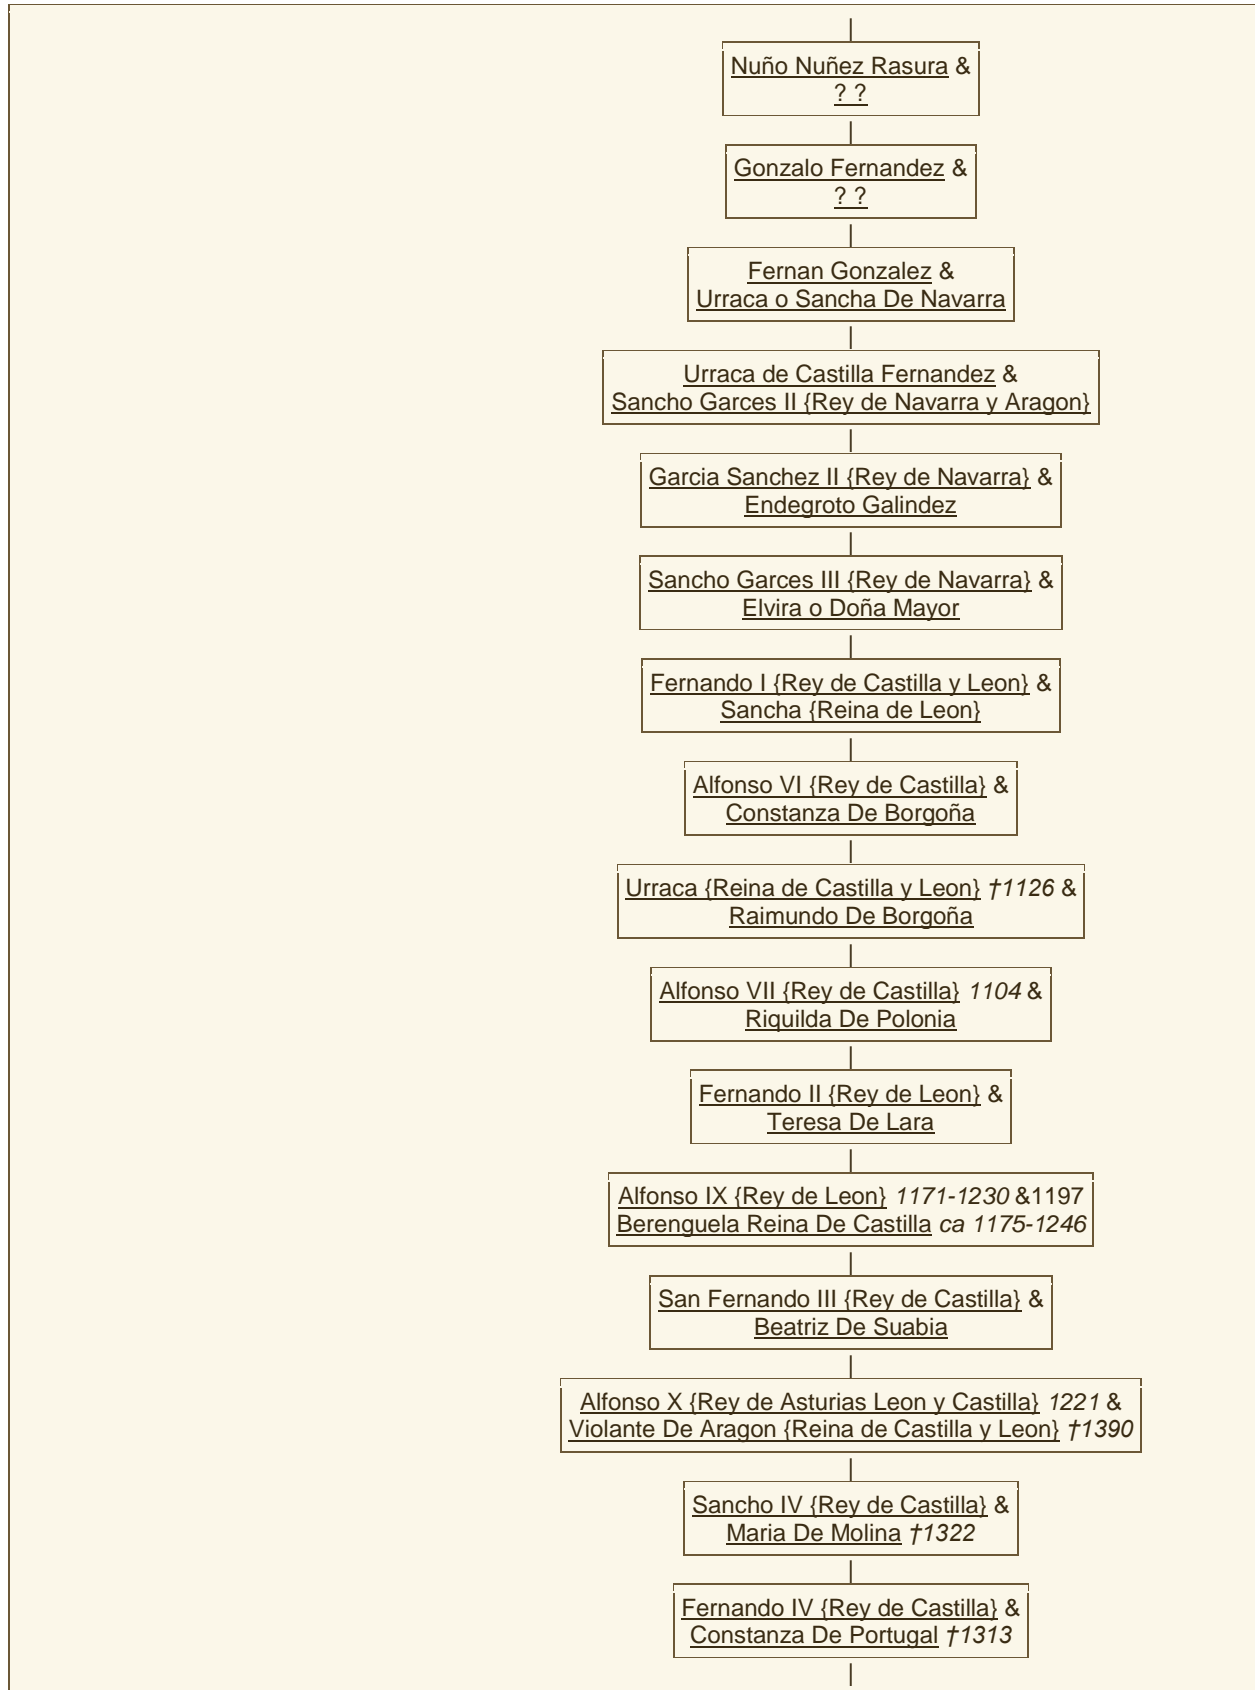 Nuño Nuñez Rasura &
? ?
Gonzalo Fernandez &
? ?
Fernan Gonzalez &
Urraca o Sancha De Navarra
Urraca de Castilla Fernandez &
Sancho Garces II {Rey de Navarra y Aragon}
Garcia Sanchez II {Rey de Navarra} &
Endegroto Galindez
Sancho Garces III {Rey de Navarra} &
Elvira o Doña Mayor
Fernando I {Rey de Castilla y Leon} &
Sancha {Reina de Leon}
Alfonso VI {Rey de Castilla} &
Constanza De Borgoña
Urraca {Reina de Castilla y Leon} †1126 &
Raimundo De Borgoña
Alfonso VII {Rey de Castilla} 1104 &
Riquilda De Polonia
Fernando II {Rey de Leon} &
Teresa De Lara
Alfonso IX {Rey de Leon} 1171-1230 &1197
Berenguela Reina De Castilla ca 1175-1246
San Fernando III {Rey de Castilla} &
Beatriz De Suabia
Alfonso X {Rey de Asturias Leon y Castilla} 1221 &
Violante De Aragon {Reina de Castilla y Leon} †1390
Sancho IV {Rey de Castilla} &
Maria De Molina †1322
Fernando IV {Rey de Castilla} &
Constanza De Portugal †1313